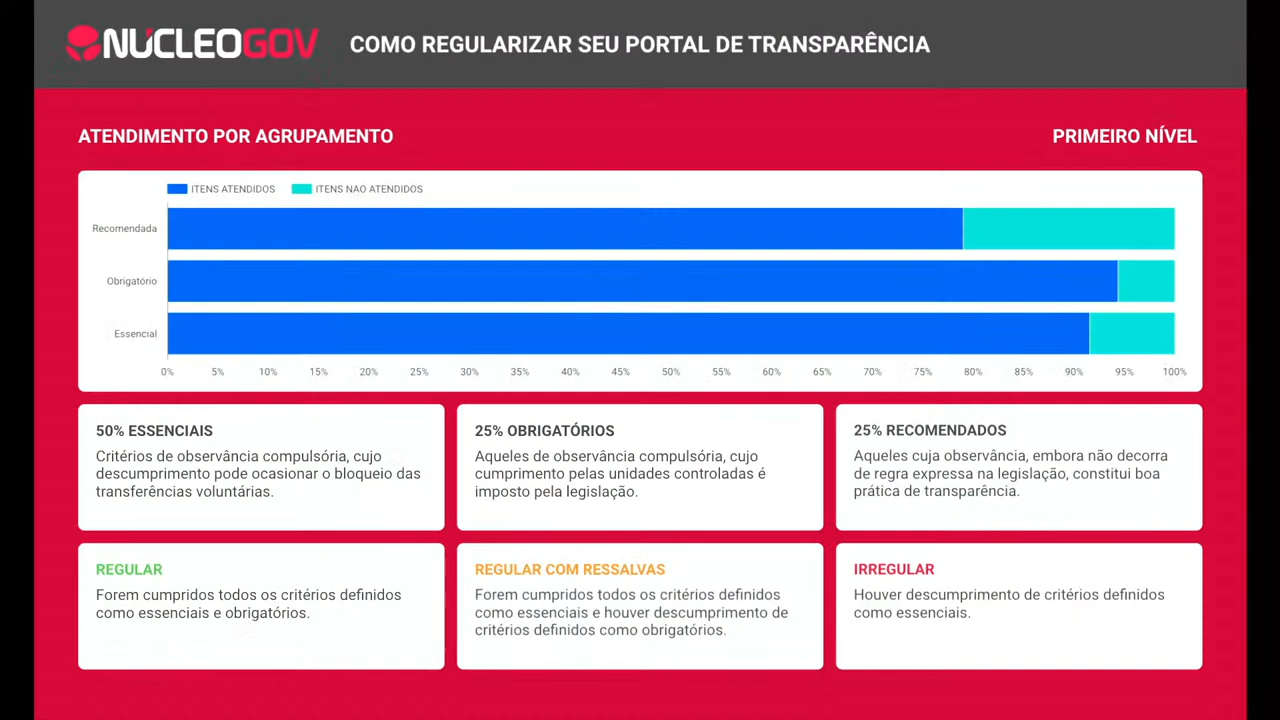 NÚCLEOGOV
COMO REGULARIZAR SEU PORTAL DE TRANSPARÊNCIA
ATENDIMENTO POR AGRUPAMENTO
PRIMEIRO NÍVEL
ITENS ATENDIDOS
ITENS NAO ATENDIDOS
Recomendada
Obrigatório
Essencial
0% 5% 10% 15% 20% 25% 30% 35% 40% 45% 50% 55% 60% 65% 70% 75% 80% 85% 90% 95% 100%
50% ESSENCIAIS
Critérios de observância compulsória, cujo
descumprimento pode ocasionar o bloqueio das
transferências voluntárias.
25% OBRIGATÓRIOS
Aqueles de observância compulsória, cujo
cumprimento pelas unidades controladas é
imposto pela legislação.
25% RECOMENDADOS
Aqueles cuja observância, embora não decorra
de regra expressa na legislação, constitui boa
prática de transparência.
REGULAR
Forem cumpridos todos os critérios definidos
como essenciais e obrigatórios.
REGULAR COM RESSALVAS
Forem cumpridos todos os critérios definidos
como essenciais e houver descumprimento de
critérios definidos como obrigatórios.
IRREGULAR
Houver descumprimento de critérios definidos
como essenciais.